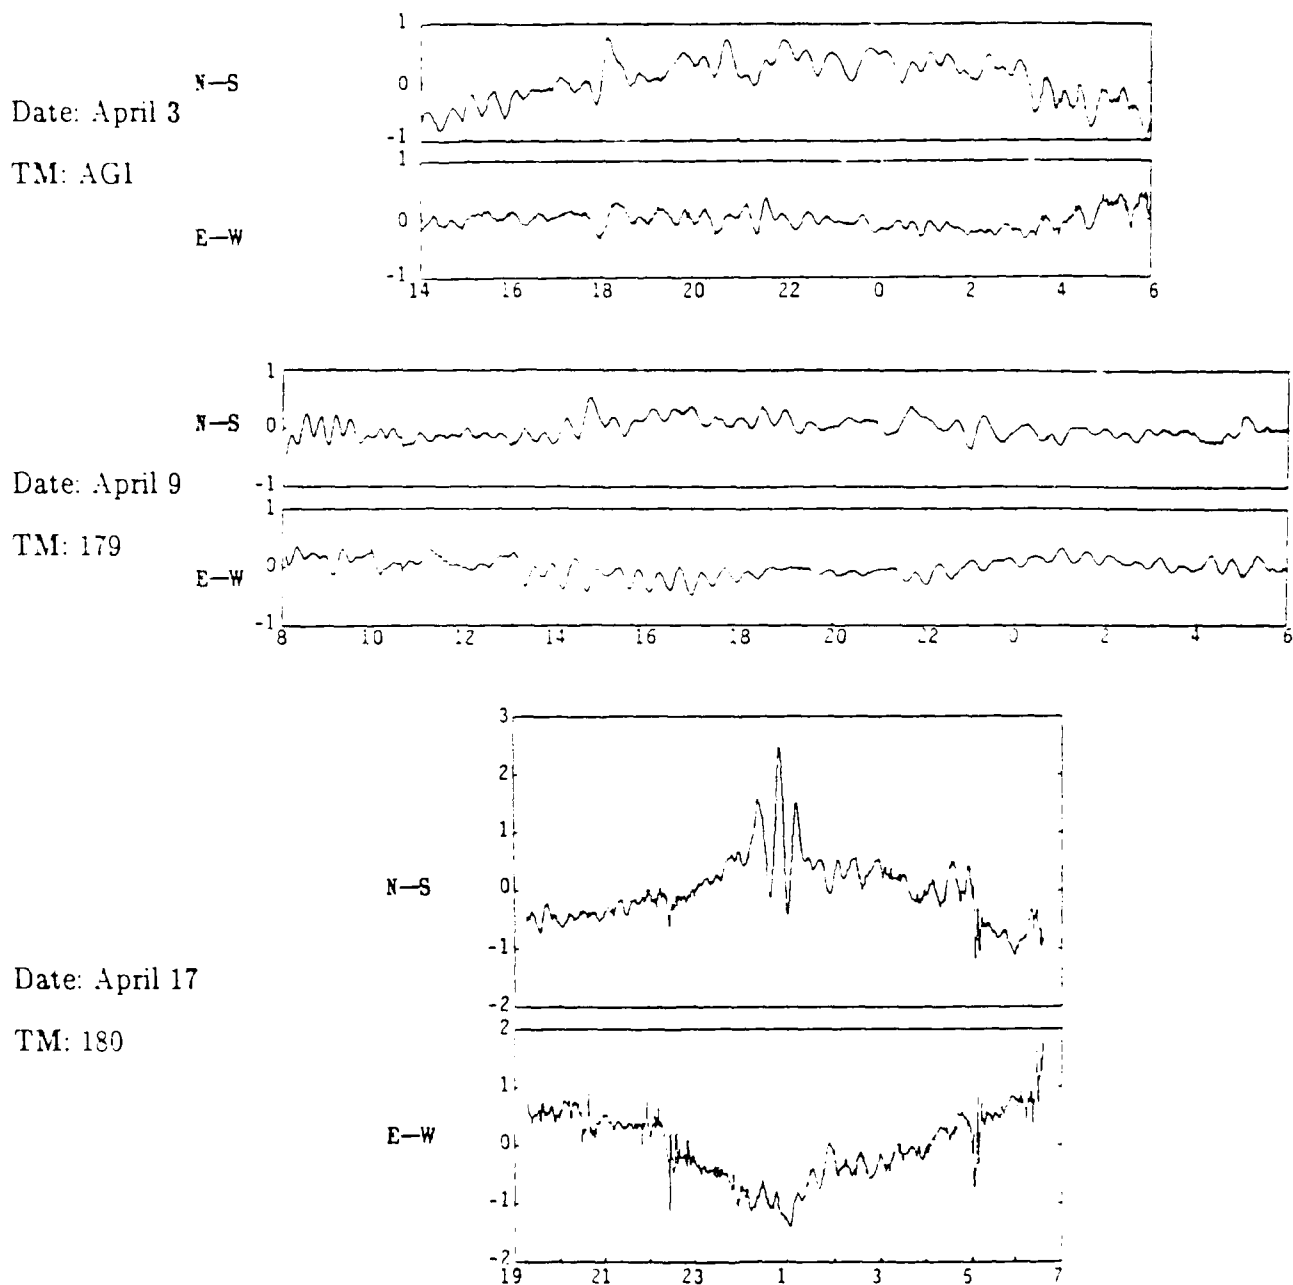 1
N—S
0
Date: April 3
-1
1
TM: AG1
0
E—W
-1
14 16 18 20 22 0 2 4 6
1
N—S 0
Date: April 9
-1
1
TM: 179
0
E—W
-1
8 10 12 14 16 18 20 22 0 2 4 6
3
2
1
N—S 0
-1
Date: April 17
-2
2
TM: 180
1
E—W 0
-1
-2
19 21 23 1 3 5 7